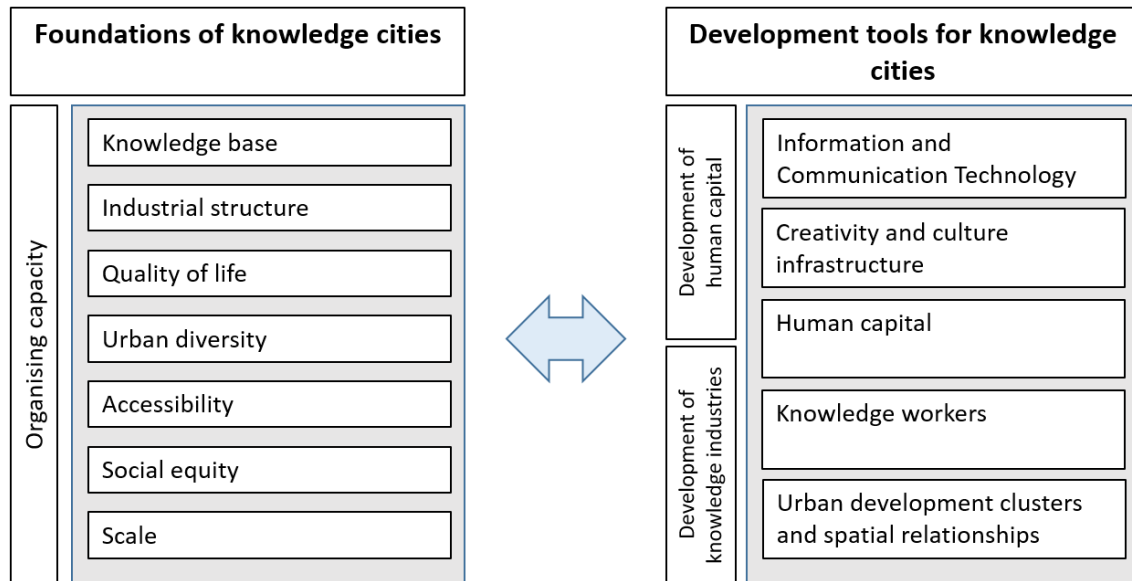 Foundations of knowledge cities
Organising capacity
Knowledge base
Industrial structure
Quality of life
Urban diversity
Accessibility
Social equity
Scale
Development tools for knowledge
cities
Development of
human capital
Development of
knowledge industries
Information and
Communication Technology
Creativity and culture
infrastructure
Human capital
Knowledge workers
Urban development clusters
and spatial relationships